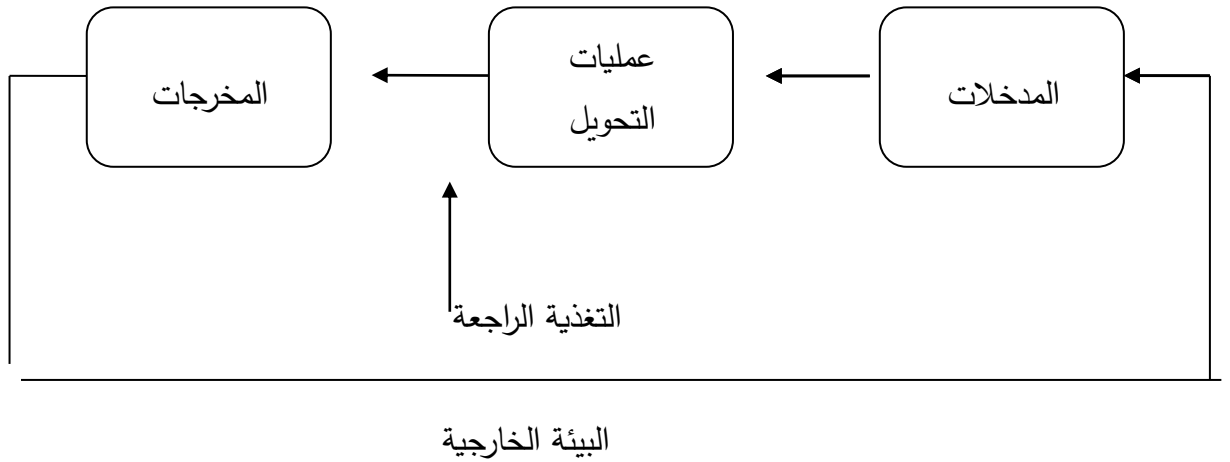 المدخلات
عمليات
التحويل
المخرجات
التغذية الراجعة
البيئة الخارجية